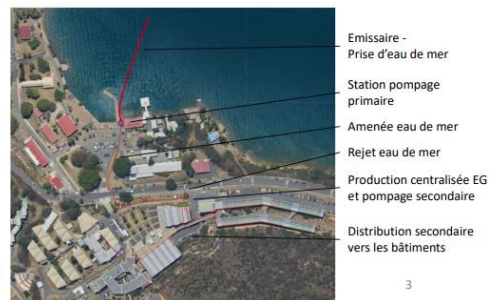 Emissaire -
Prise d'eau de mer
Station pompage
primaire
Amenée eau de mer
Rejet eau de mer
Production centralisée EG
et pompage secondaire
Distribution secondaire
vers les bâtiments
3